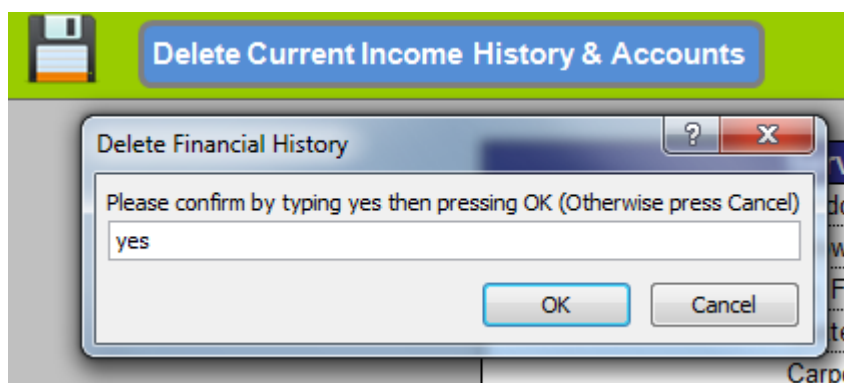 Delete Current Income History & Accounts
Delete Financial History
Please confirm by typing yes then pressing OK (Otherwise press Cancel)
yes
OK
Cancel